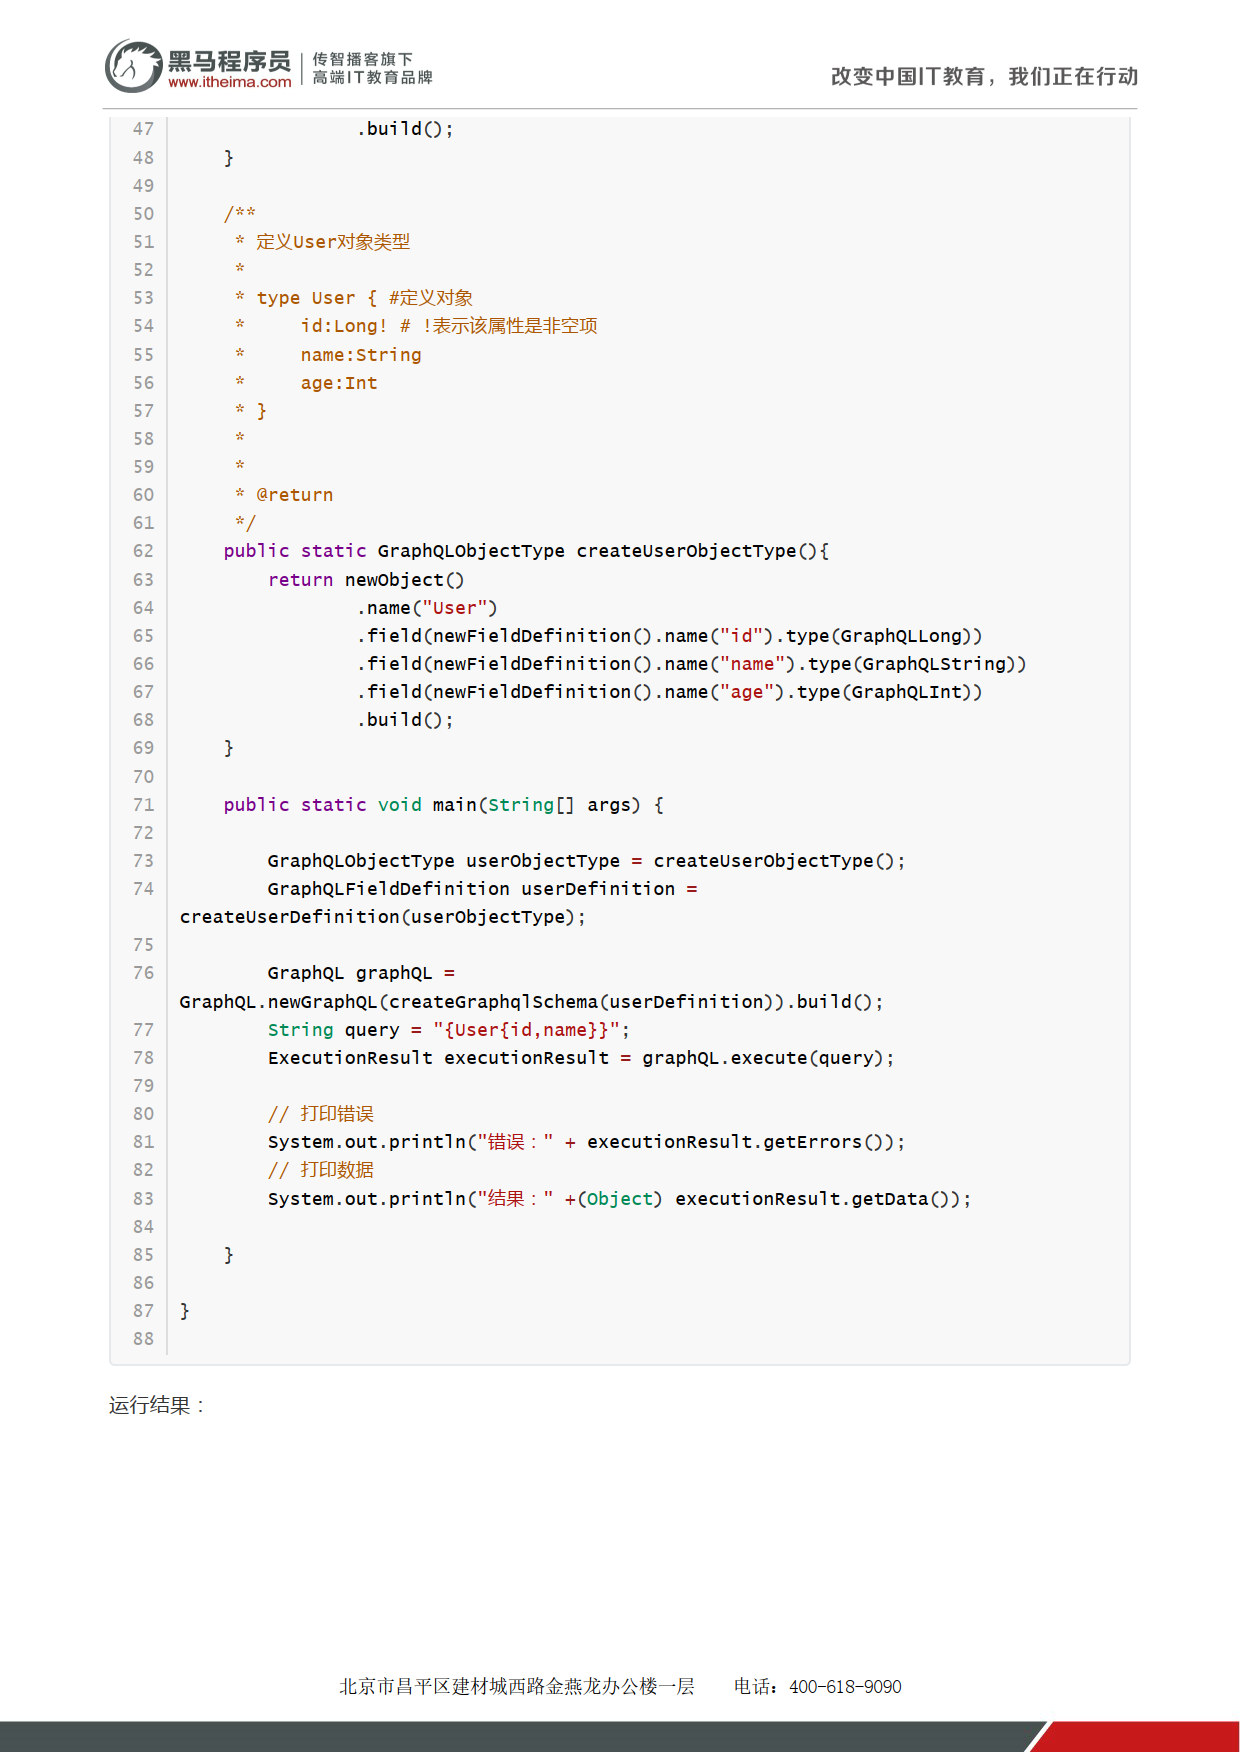 黑马程序员
www.itheima.com
传智播客旗下
高端IT教育品牌
改变中国IT教育，我们正在行动
47                 .build();
48     }
49
50     /**
51      * 定义User对象类型
52      *
53      * type User { #定义对象
54      *     id:Long! # !表示该属性是非空项
55      *     name:String
56      *     age:Int
57      * }
58      *
59      *
60      * @return
61      */
62     public static GraphQLObjectType createUserObjectType(){
63         return newObject()
64                 .name("User")
65                 .field(newFieldDefinition().name("id").type(GraphQLLong))
66                 .field(newFieldDefinition().name("name").type(GraphQLString))
67                 .field(newFieldDefinition().name("age").type(GraphQLInt))
68                 .build();
69     }
70
71     public static void main(String[] args) {
72
73         GraphQLObjectType userObjectType = createUserObjectType();
74         GraphQLFieldDefinition userDefinition =
createUserDefinition(userObjectType);
75
76         GraphQL graphQL =
GraphQL.newGraphQL(createGraphqlSchema(userDefinition)).build();
77         String query = "{User{id,name}}";
78         ExecutionResult executionResult = graphQL.execute(query);
79
80         // 打印错误
81         System.out.println("错误：" + executionResult.getErrors());
82         // 打印数据
83         System.out.println("结果：" +(Object) executionResult.getData());
84
85     }
86
87 }
88
运行结果：
北京市昌平区建材城西路金燕龙办公楼一层 电话：400-618-9090